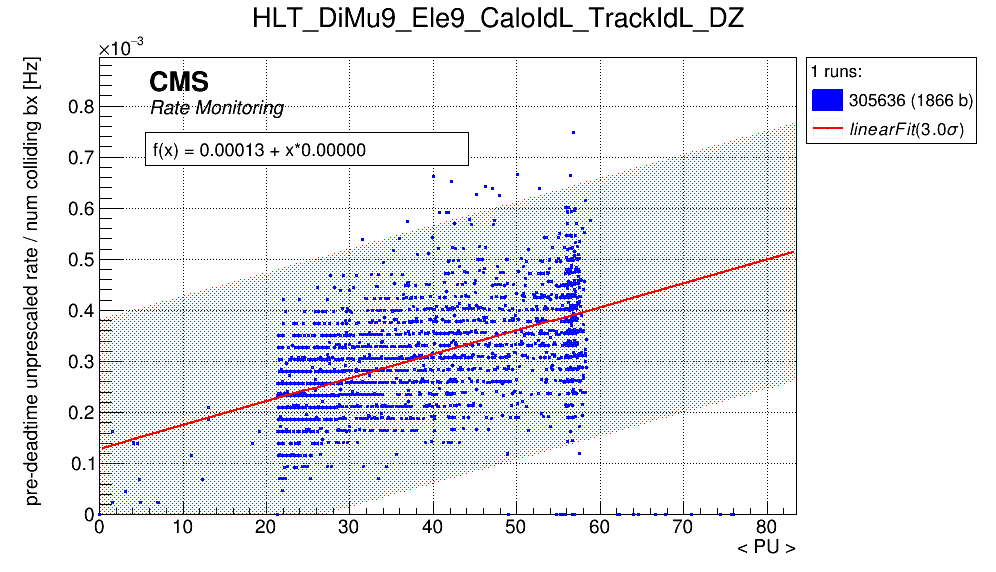 HLT_DiMu9_Ele9_CaloIdL_TrackIdL_DZ
×10⁻³
pre-deadtime unprescaled rate / num colliding bx [Hz]
CMS
Rate Monitoring
f(x) = 0.00013 + x*0.00000
1 runs:
305636 (1866 b)
linearFit(3.0σ)
0.8
0.7
0.6
0.5
0.4
0.3
0.2
0.1
0
0 10 20 30 40 50 60 70 80
< PU >